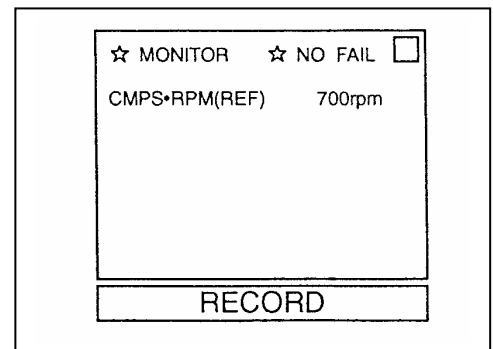 ☆ MONITOR ☆ NO FAIL
CMPS•RPM(REF) 700rpm
RECORD